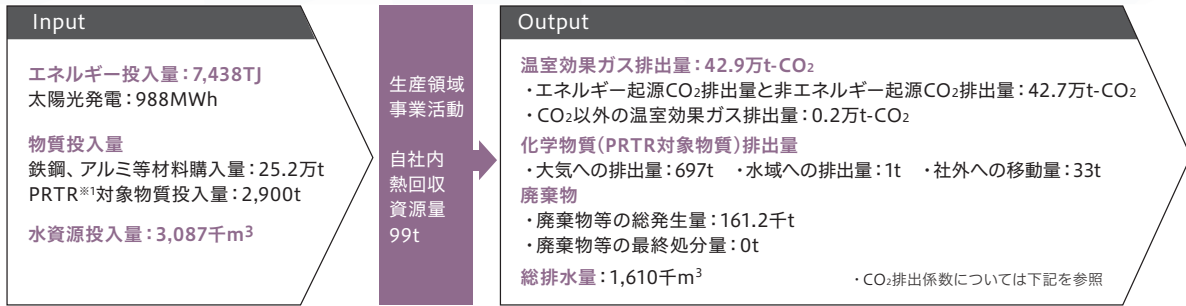 Input
エネルギー投入量：7,438TJ
太陽光発電：988MWh
物質投入量
鉄鋼、アルミ等材料購入量：25.2万t
PRTR※1対象物質投入量：2,900t
水資源投入量：3,087千m³
生産領域
事業活動
自社内
熱回収
資源量
99t
Output
温室効果ガス排出量：42.9万t-CO₂
・エネルギー起源CO₂排出量と非エネルギー起源CO₂排出量：42.7万t-CO₂
・CO₂以外の温室効果ガス排出量：0.2万t-CO₂
化学物質（PRTR対象物質）排出量
・大気への排出量：697t ・水域への排出量：1t ・社外への移動量：33t
廃棄物
・廃棄物等の総発生量：161.2千t
・廃棄物等の最終処分量：0t
総排水量：1,610千m³ ・CO₂排出係数については下記を参照